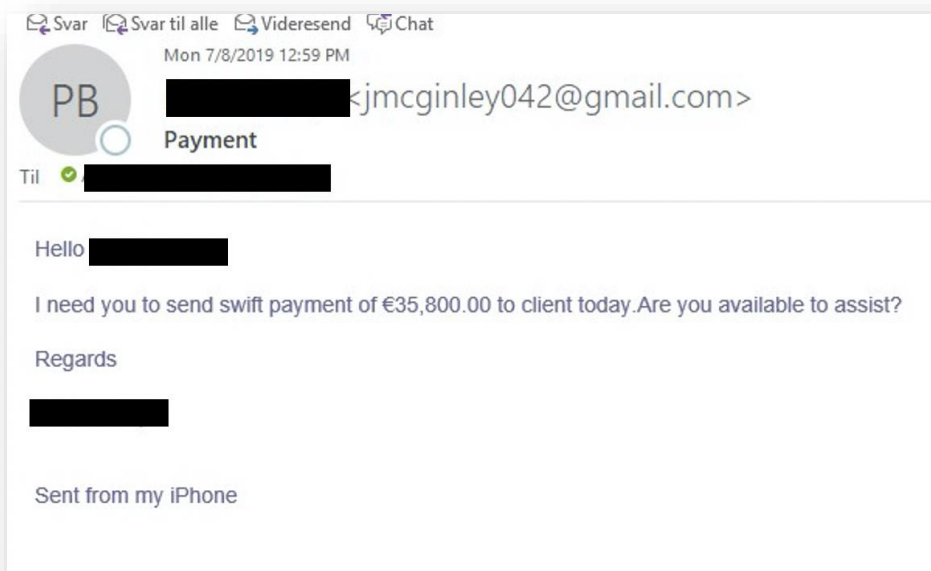 Svar Svar til alle Videresend Chat
Mon 7/8/2019 12:59 PM
PB
<jmcginley042@gmail.com>
Payment
Til
Hello
I need you to send swift payment of €35,800.00 to client today.Are you available to assist?
Regards
Sent from my iPhone